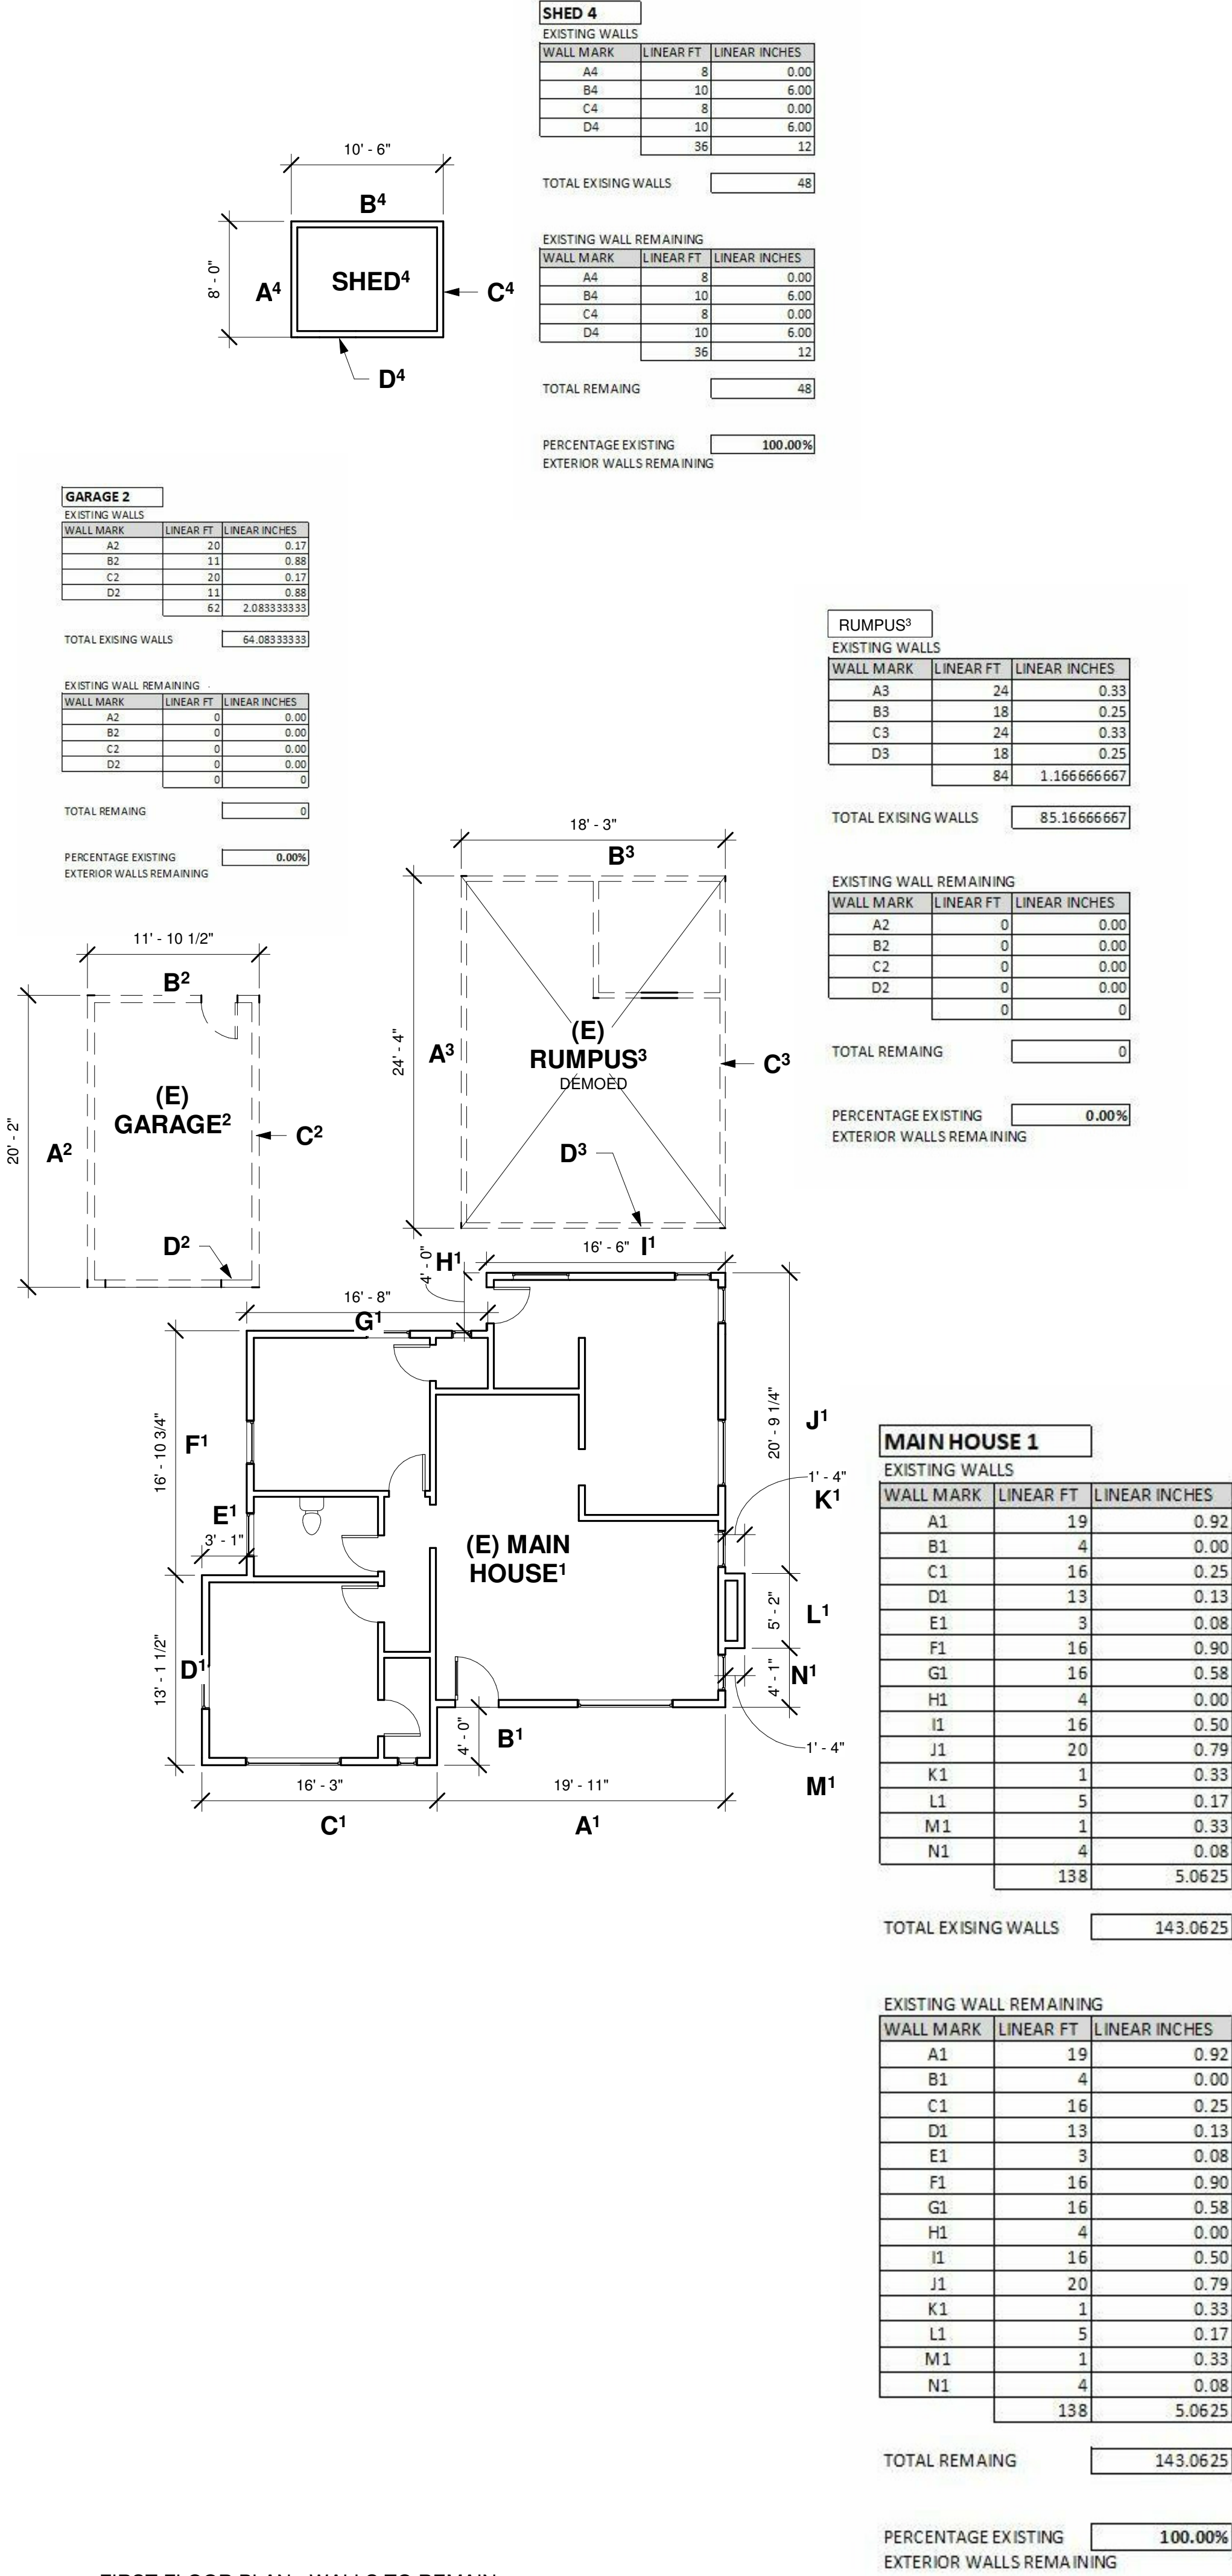 SHED 4
EXISTING WALLS
WALL MARK LINEAR FT LINEAR INCHES
A4 8 0.00
B4 10 6.00
C4 8 0.00
D4 10 6.00
36 12
TOTAL EXISING WALLS 48
EXISTING WALL REMAINING
WALL MARK LINEAR FT LINEAR INCHES
A4 8 0.00
B4 10 6.00
C4 8 0.00
D4 10 6.00
36 12
TOTAL REMAING 48
PERCENTAGE EXISTING 100.00%
EXTERIOR WALLS REMAINING
10' - 6"
B4
8' - 0"
A4
SHED4
C4
D4
GARAGE 2
EXISTING WALLS
WALL MARK LINEAR FT LINEAR INCHES
A2 20 0.17
B2 11 0.88
C2 20 0.17
D2 11 0.88
62 2.083333333
TOTAL EXISING WALLS 64.08333333
EXISTING WALL REMAINING
WALL MARK LINEAR FT LINEAR INCHES
A2 0 0.00
B2 0 0.00
C2 0 0.00
D2 0 0.00
0 0
TOTAL REMAING 0
PERCENTAGE EXISTING 0.00%
EXTERIOR WALLS REMAINING
RUMPUS3
EXISTING WALLS
WALL MARK LINEAR FT LINEAR INCHES
A3 24 0.33
B3 18 0.25
C3 24 0.33
D3 18 0.25
84 1.166666667
TOTAL EXISING WALLS 85.16666667
EXISTING WALL REMAINING
WALL MARK LINEAR FT LINEAR INCHES
A2 0 0.00
B2 0 0.00
C2 0 0.00
D2 0 0.00
0 0
TOTAL REMAING 0
PERCENTAGE EXISTING 0.00%
EXTERIOR WALLS REMAINING
11' - 10 1/2"
B2
20' - 2"
A2
(E)
GARAGE2
C2
D2
18' - 3"
B3
24' - 4"
A3
(E)
RUMPUS3
DEMOED
C3
D3
16' - 6"
I1
H1
4' - 0"
16' - 8"
G1
16' - 10 3/4"
F1
E1
3' - 1"
20' - 9 1/4"
J1
1' - 4"
K1
(E) MAIN
HOUSE1
5' - 2"
L1
13' - 1 1/2"
D1
4' - 1"
N1
4' - 0"
B1
1' - 4"
M1
16' - 3"
C1
19' - 11"
A1
MAIN HOUSE 1
EXISTING WALLS
WALL MARK LINEAR FT LINEAR INCHES
A1 19 0.92
B1 4 0.00
C1 16 0.25
D1 13 0.13
E1 3 0.08
F1 16 0.90
G1 16 0.58
H1 4 0.00
I1 16 0.50
J1 20 0.79
K1 1 0.33
L1 5 0.17
M1 1 0.33
N1 4 0.08
138 5.0625
TOTAL EXISING WALLS 143.0625
EXISTING WALL REMAINING
WALL MARK LINEAR FT LINEAR INCHES
A1 19 0.92
B1 4 0.00
C1 16 0.25
D1 13 0.13
E1 3 0.08
F1 16 0.90
G1 16 0.58
H1 4 0.00
I1 16 0.50
J1 20 0.79
K1 1 0.33
L1 5 0.17
M1 1 0.33
N1 4 0.08
138 5.0625
TOTAL REMAING 143.0625
PERCENTAGE EXISTING 100.00%
EXTERIOR WALLS REMAINING
FIRST FLOOR PLAN - WALLS TO REMAIN